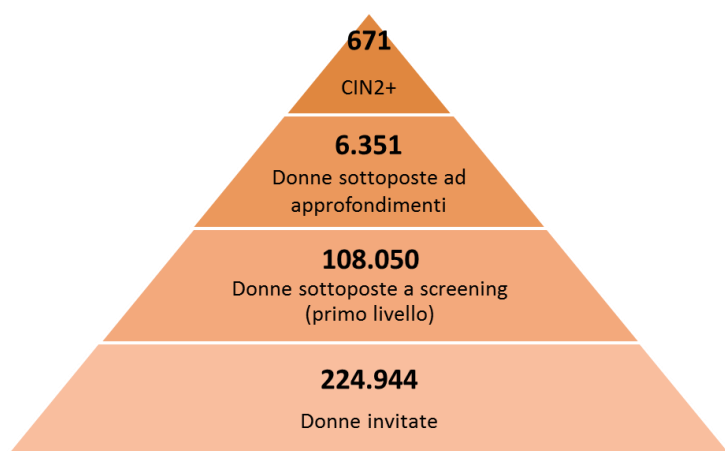 671
CIN2+
6.351
Donne sottoposte ad
approfondimenti
108.050
Donne sottoposte a screening
(primo livello)
224.944
Donne invitate